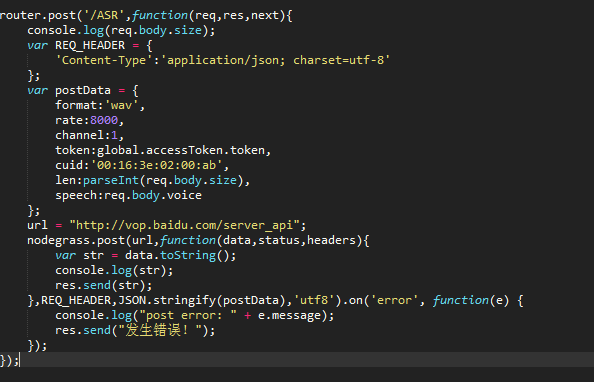 router.post('/ASR',function(req,res,next){
    console.log(req.body.size);
    var REQ_HEADER = {
        'Content-Type':'application/json; charset=utf-8'
    };
    var postData = {
        format:'wav',
        rate:8000,
        channel:1,
        token:global.accessToken.token,
        cuid:'00:16:3e:02:00:ab',
        len:parseInt(req.body.size),
        speech:req.body.voice
    };
    url = "http://vop.baidu.com/server_api";
    nodegrass.post(url,function(data,status,headers){
        var str = data.toString();
        console.log(str);
        res.send(str);
    },REQ_HEADER,JSON.stringify(postData),'utf8').on('error', function(e) {
        console.log("post error: " + e.message);
        res.send("发生错误！");
    });
});